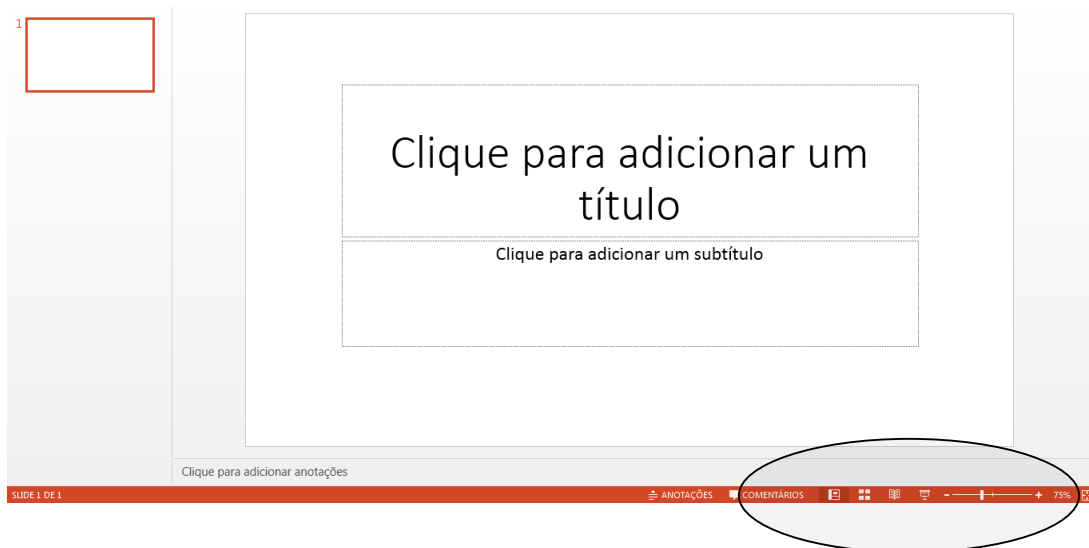 1
Clique para adicionar um
título
Clique para adicionar um subtítulo
Clique para adicionar anotações
SLIDE 1 DE 1 ANOTAÇÕES COMENTÁRIOS 75%